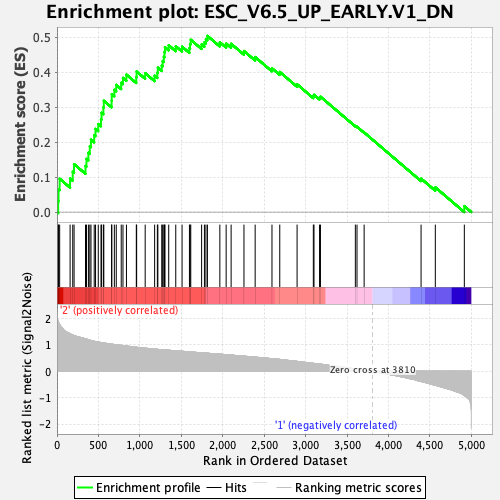 Enrichment plot: ESC_V6.5_UP_EARLY.V1_DN
Enrichment score (ES)
0.5
0.4
0.3
0.2
0.1
0.0
'2' (positively correlated)
Ranked list metric (Signal2Noise)
2
1
0
-1
-2
Zero cross at 3810
'1' (negatively correlated)
0 500 1,000 1,500 2,000 2,500 3,000 3,500 4,000 4,500 5,000
Rank in Ordered Dataset
Enrichment profile Hits Ranking metric scores